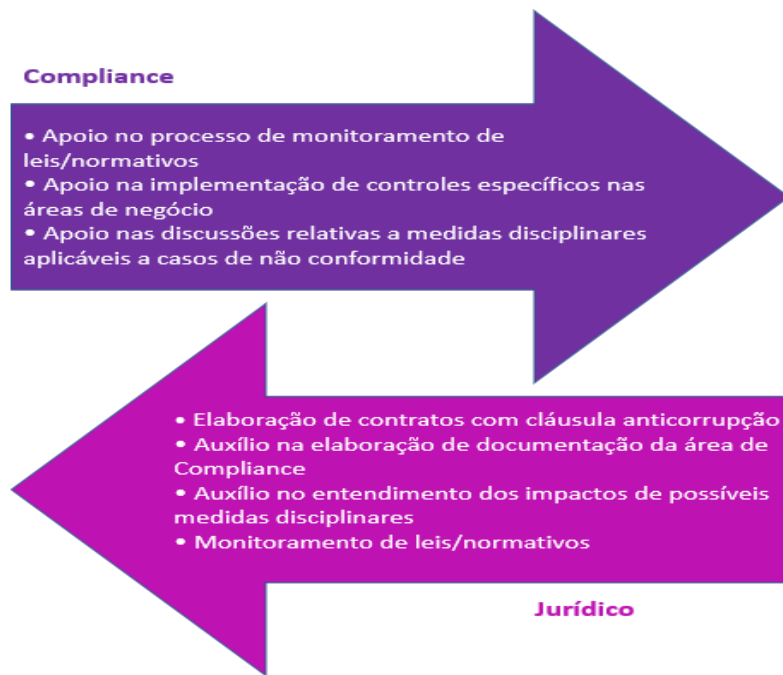 Compliance
• Apoio no processo de monitoramento de
leis/normativos
• Apoio na implementação de controles específicos nas
áreas de negócio
• Apoio nas discussões relativas a medidas disciplinares
aplicáveis a casos de não conformidade
• Elaboração de contratos com cláusula anticorrupção
• Auxílio na elaboração de documentação da área de
Compliance
• Auxílio no entendimento dos impactos de possíveis
medidas disciplinares
• Monitoramento de leis/normativos
Jurídico